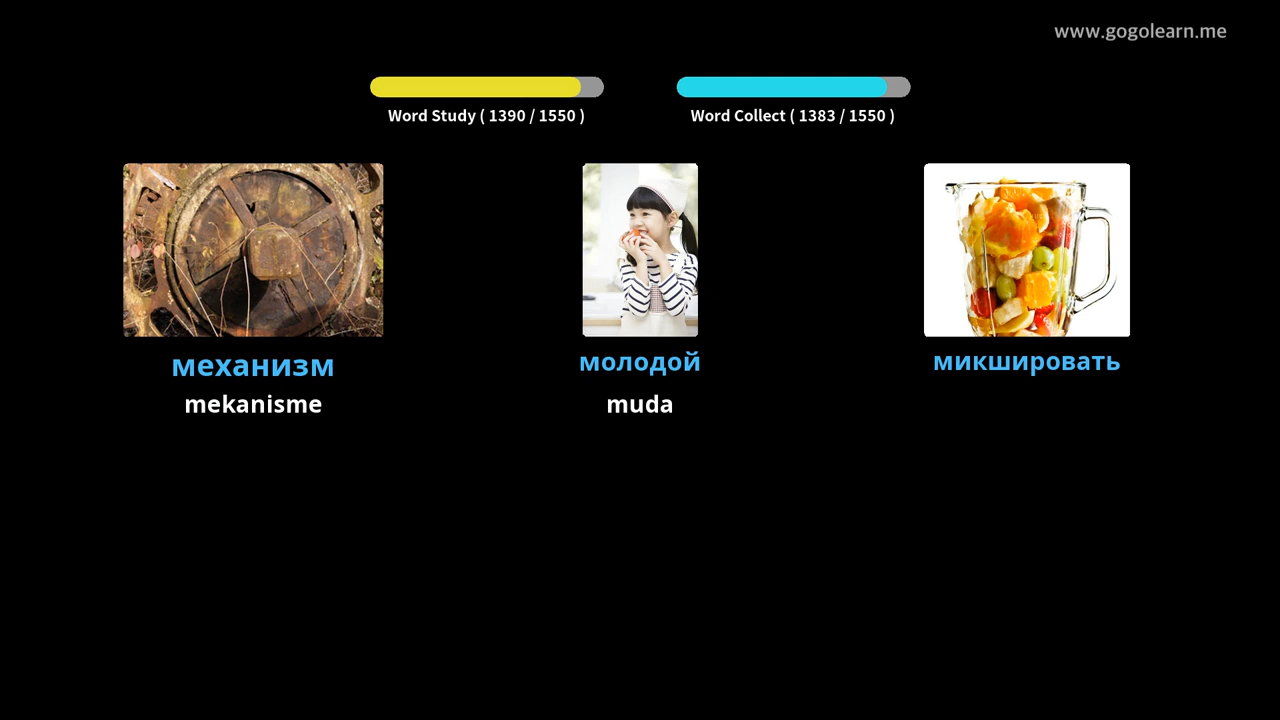 www.gogolearn.me
Word Study ( 1390 / 1550 )
Word Collect ( 1383 / 1550 )
механизм
молодой
микшировать
mekanisme
muda